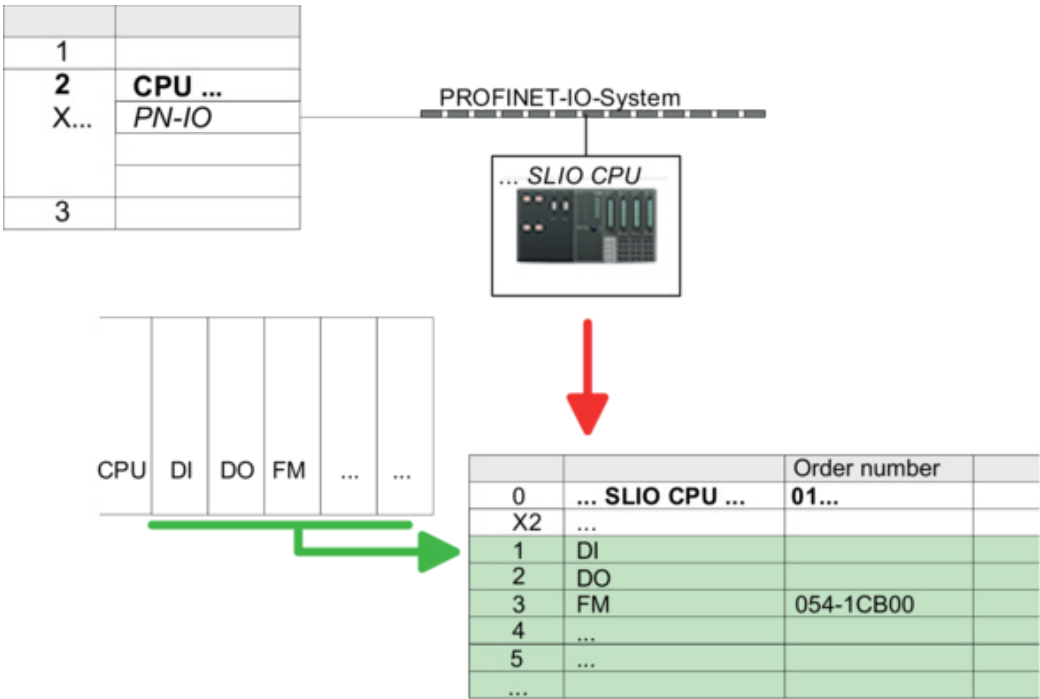 1
2 CPU ...
X... PN-IO
3
PROFINET-IO-System
... SLIO CPU
CPU DI DO FM ... ...
Order number
0 ... SLIO CPU ... 01...
X2 ...
1 DI
2 DO
3 FM 054-1CB00
4 ...
5 ...
...